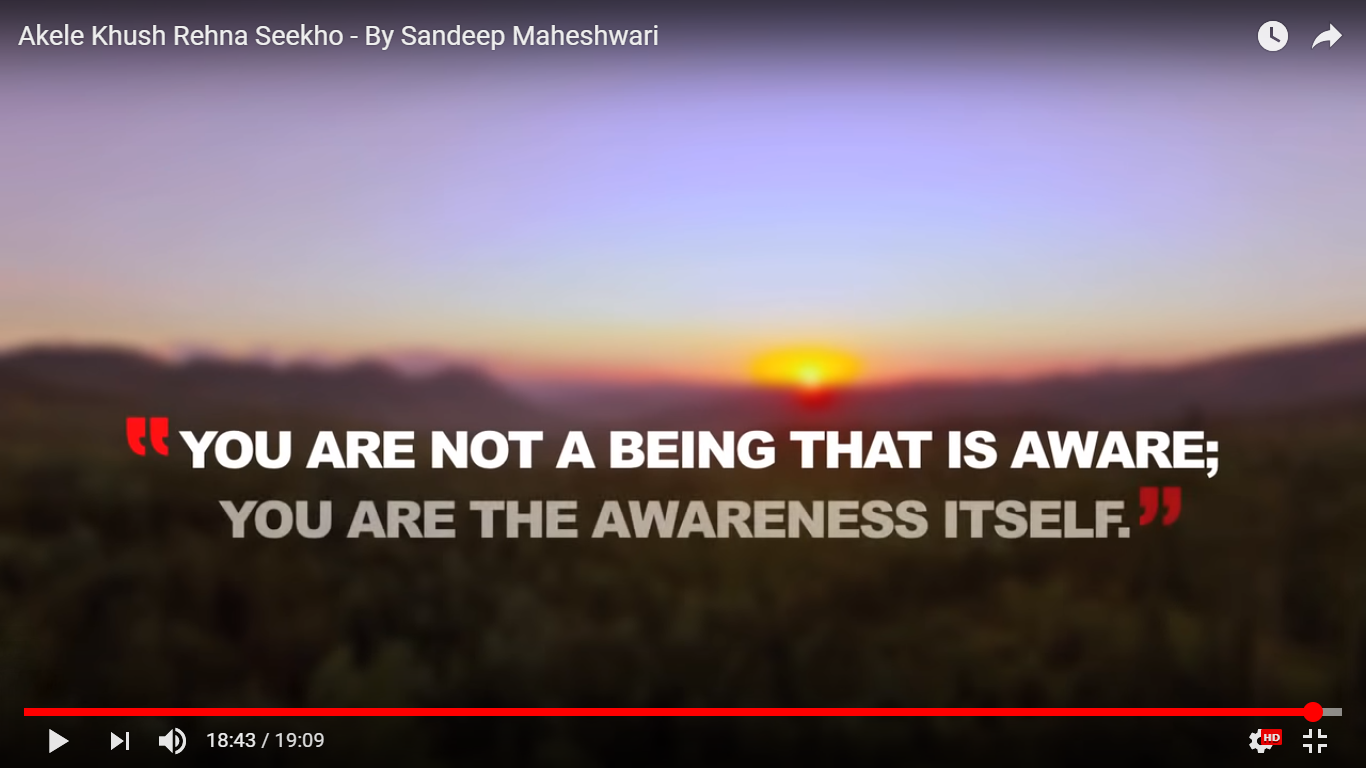 Akele Khush Rehna Seekho - By Sandeep Maheshwari
“YOU ARE NOT A BEING THAT IS AWARE;
YOU ARE THE AWARENESS ITSELF.”
18:43 / 19:09
HD